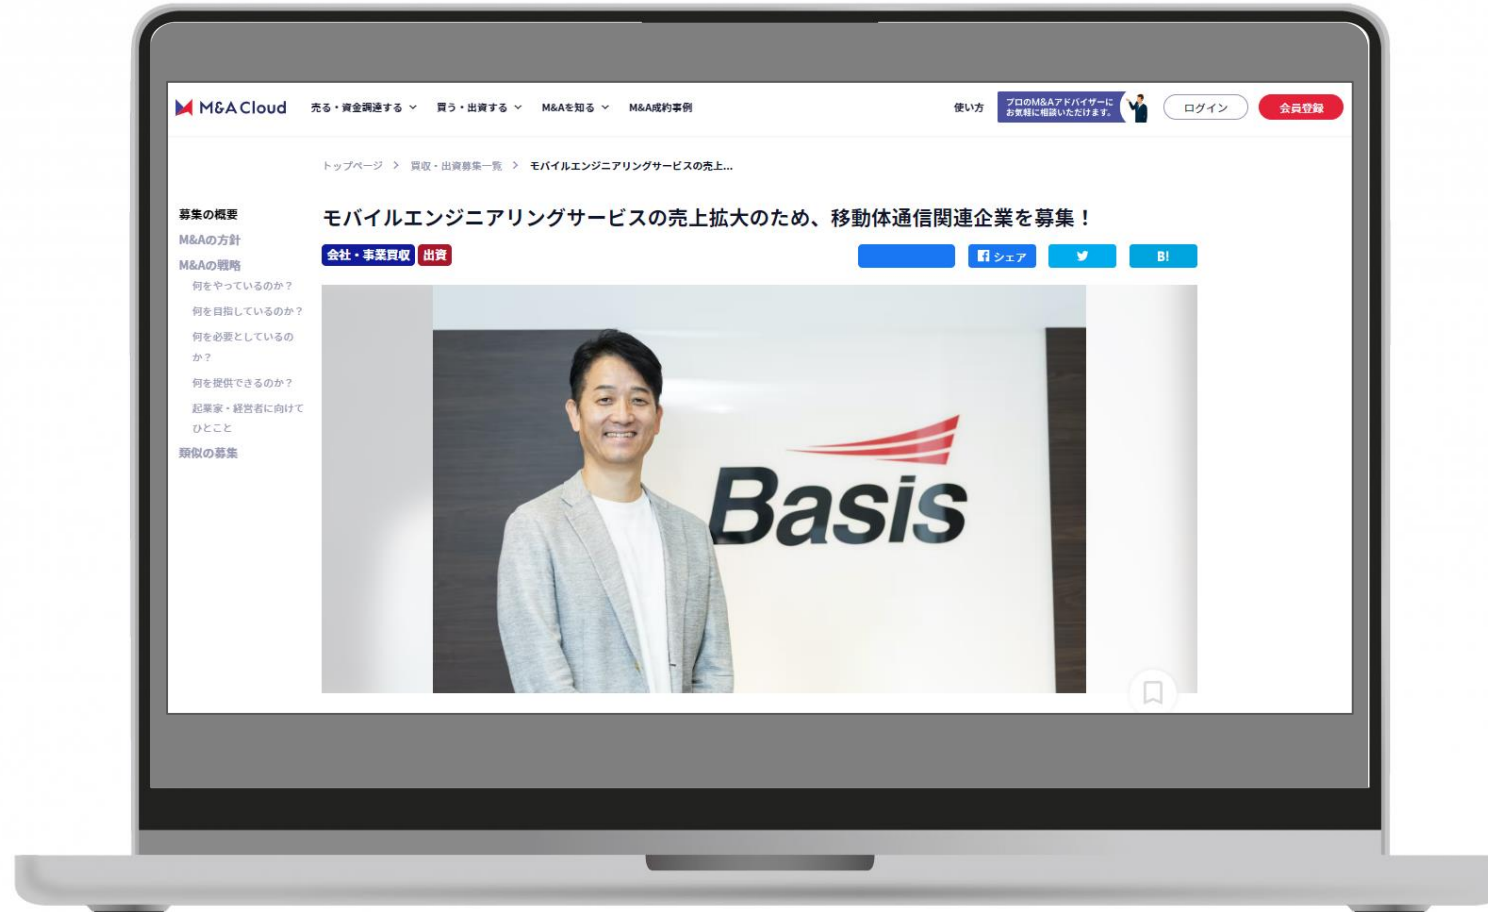 M&A Cloud 売る・資金調達する 買う・出資する M&Aを知る M&A成約事例 使い方 プロのM&Aアドバイザーに
お気軽に相談いただけます。 ログイン 会員登録
トップページ > 買収・出資募集一覧 > モバイルエンジニアリングサービスの売上...
募集の概要
M&Aの方針
M&Aの戦略
何をやっているのか？
何を目指しているのか？
何を必要としているの
か？
何を提供できるのか？
起業家・経営者に向けて
ひとこと
類似の募集
モバイルエンジニアリングサービスの売上拡大のため、移動体通信関連企業を募集！
会社・事業買収 出資 シェア B!
Basis